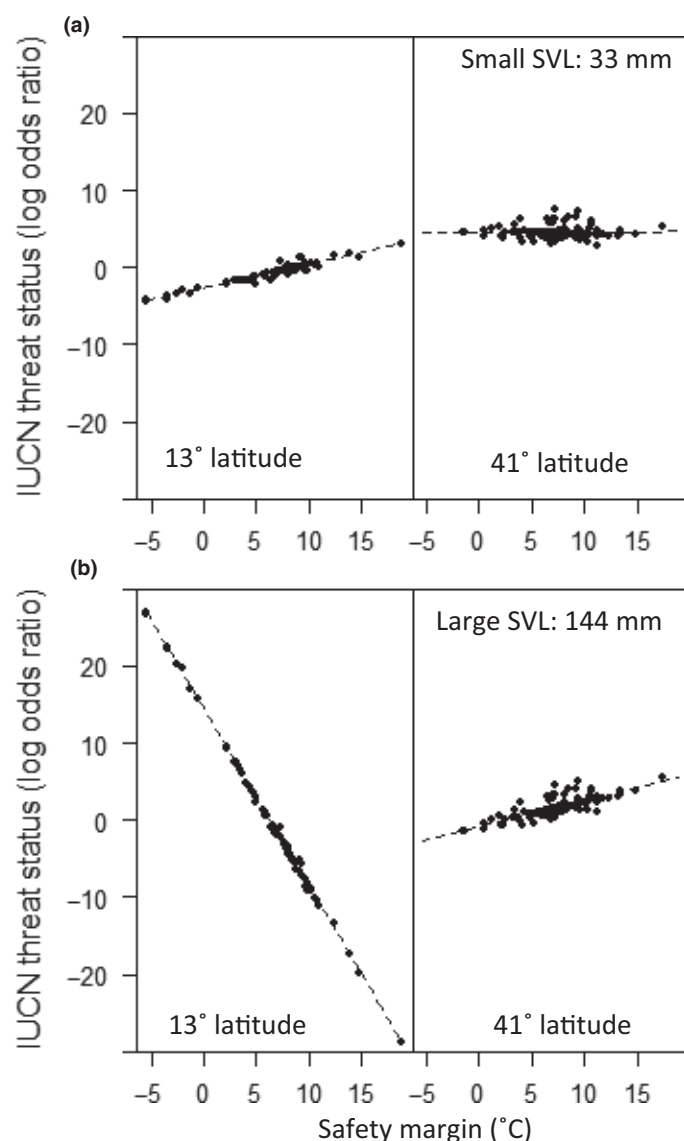 (a)
Small SVL: 33 mm
IUCN threat status (log odds ratio)
20
10
0
−10
−20
13˚ latitude
41˚ latitude
−5 0 5 10 15 −5 0 5 10 15
(b)
Large SVL: 144 mm
IUCN threat status (log odds ratio)
20
10
0
−10
−20
13˚ latitude
41˚ latitude
−5 0 5 10 15 −5 0 5 10 15
Safety margin (˚C)